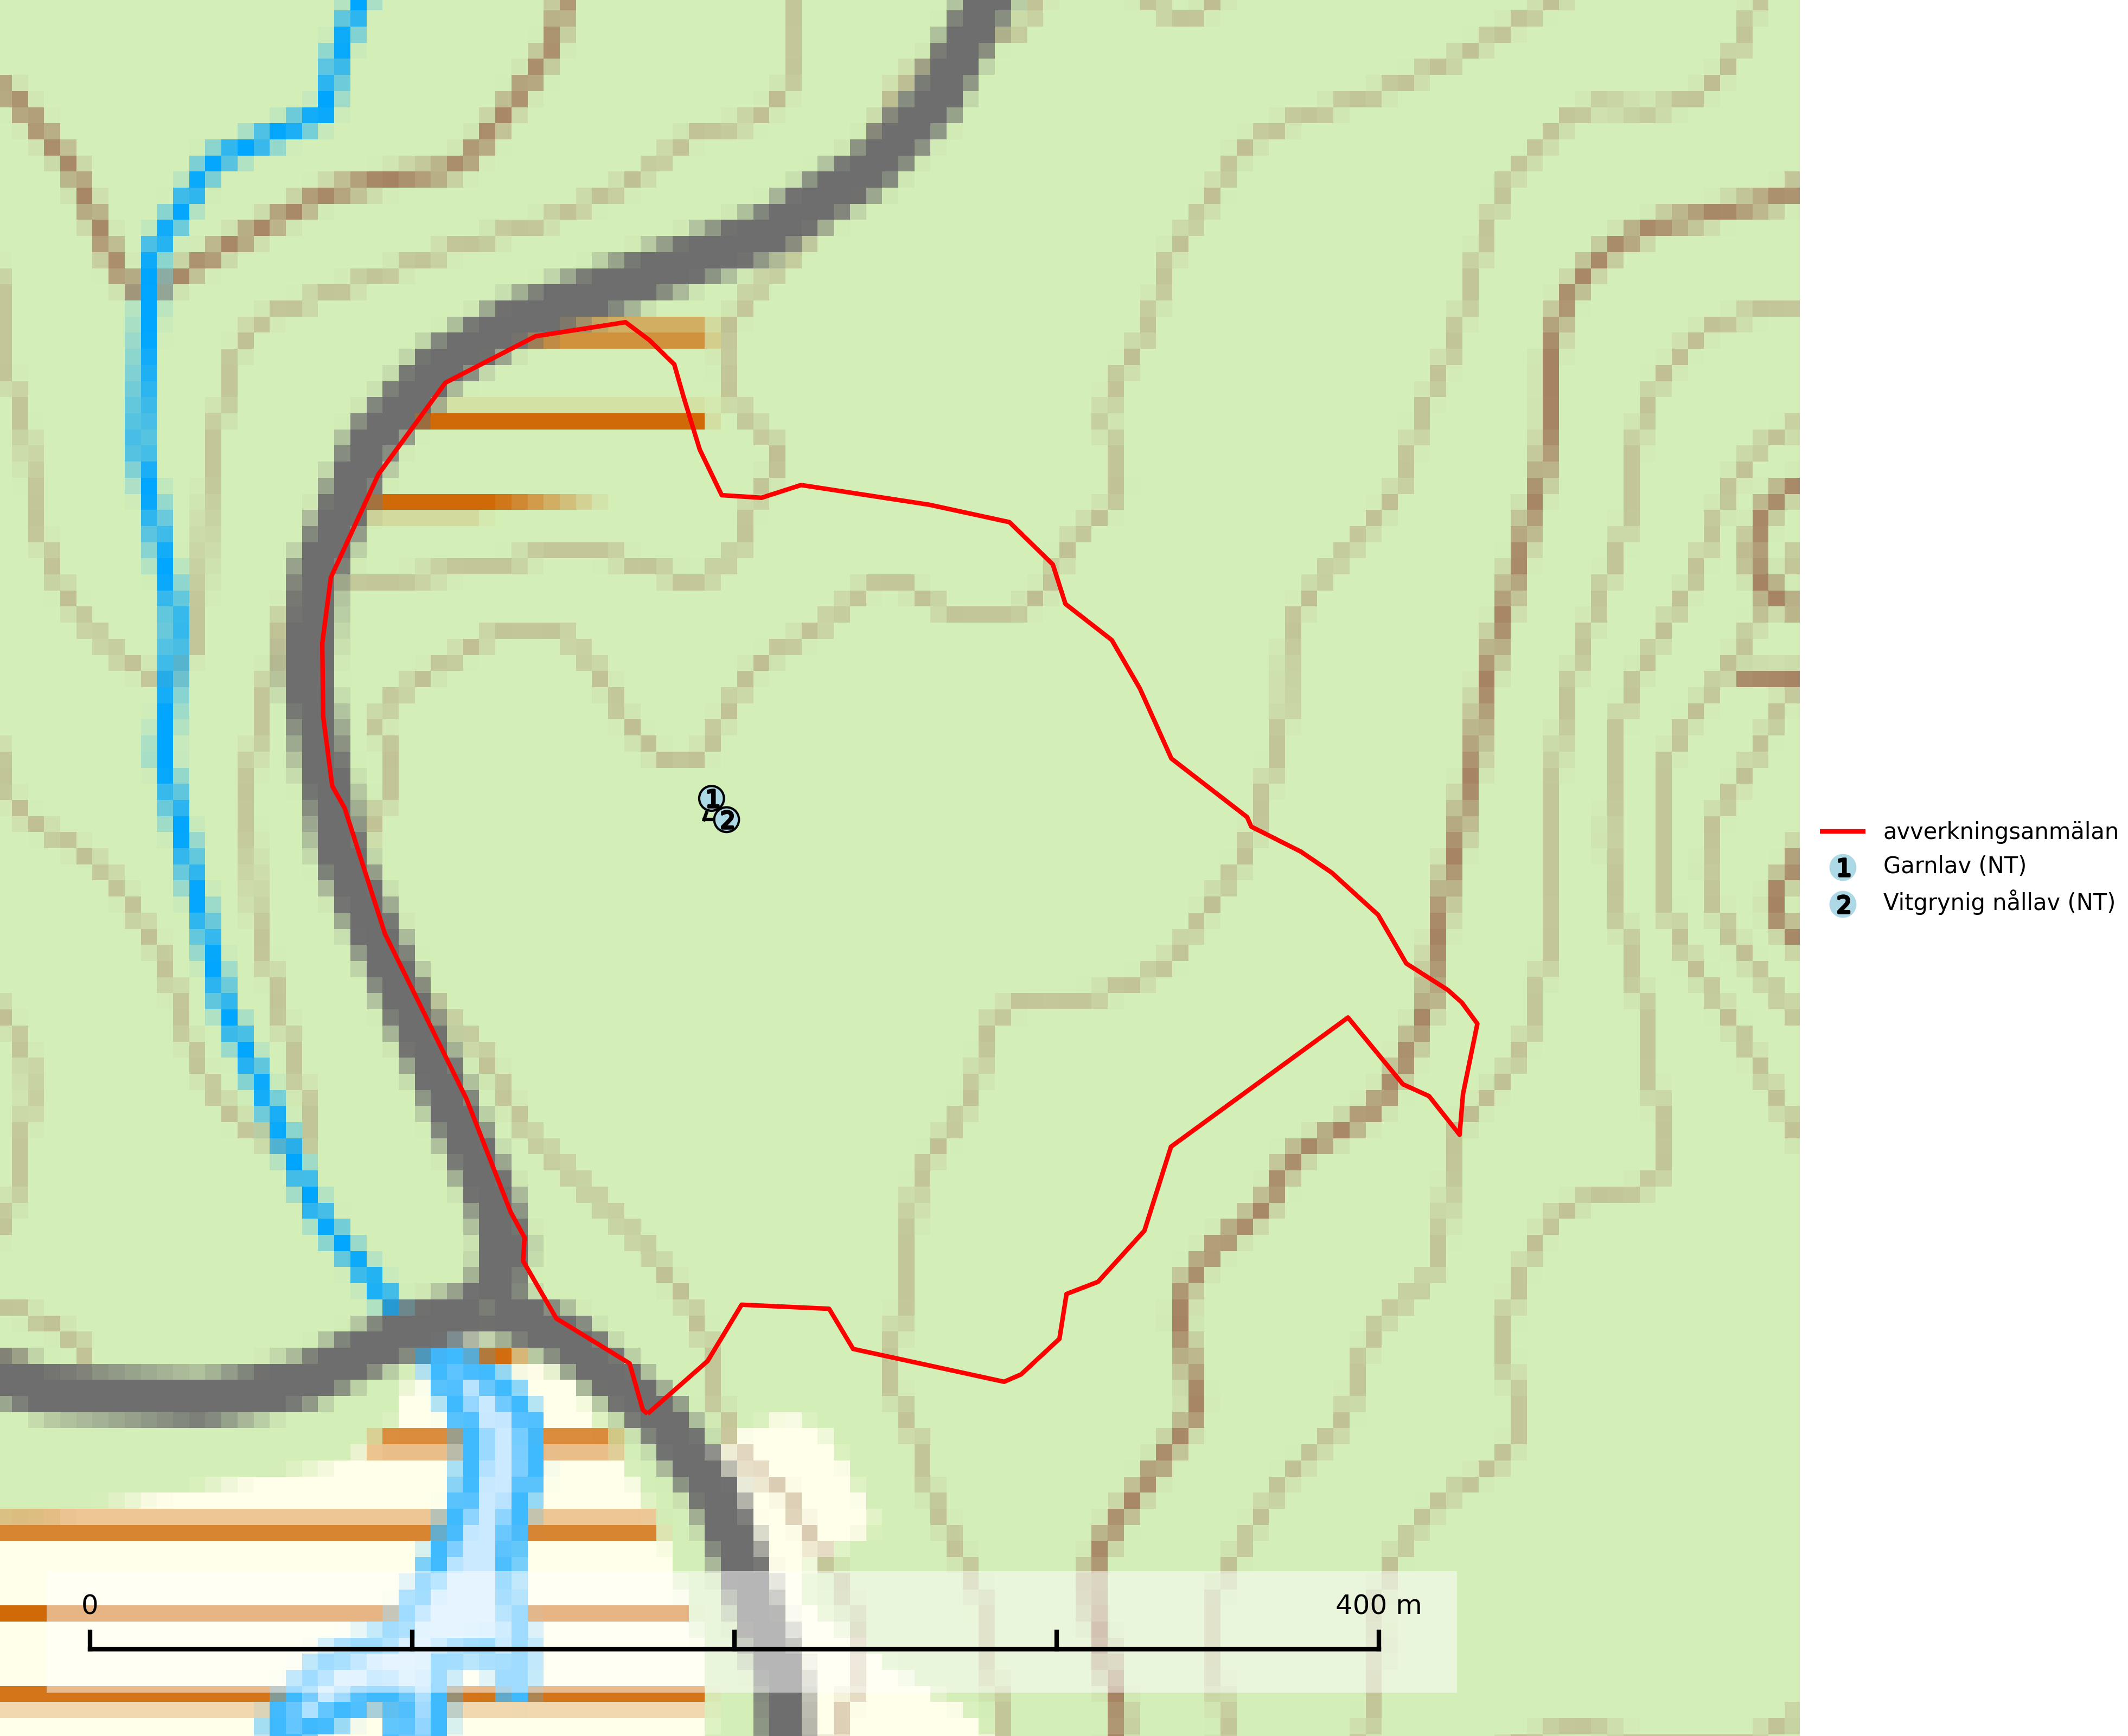 1
2
avverkningsanmälan
1 Garnlav (NT)
2 Vitgrynig nållav (NT)
0 400 m